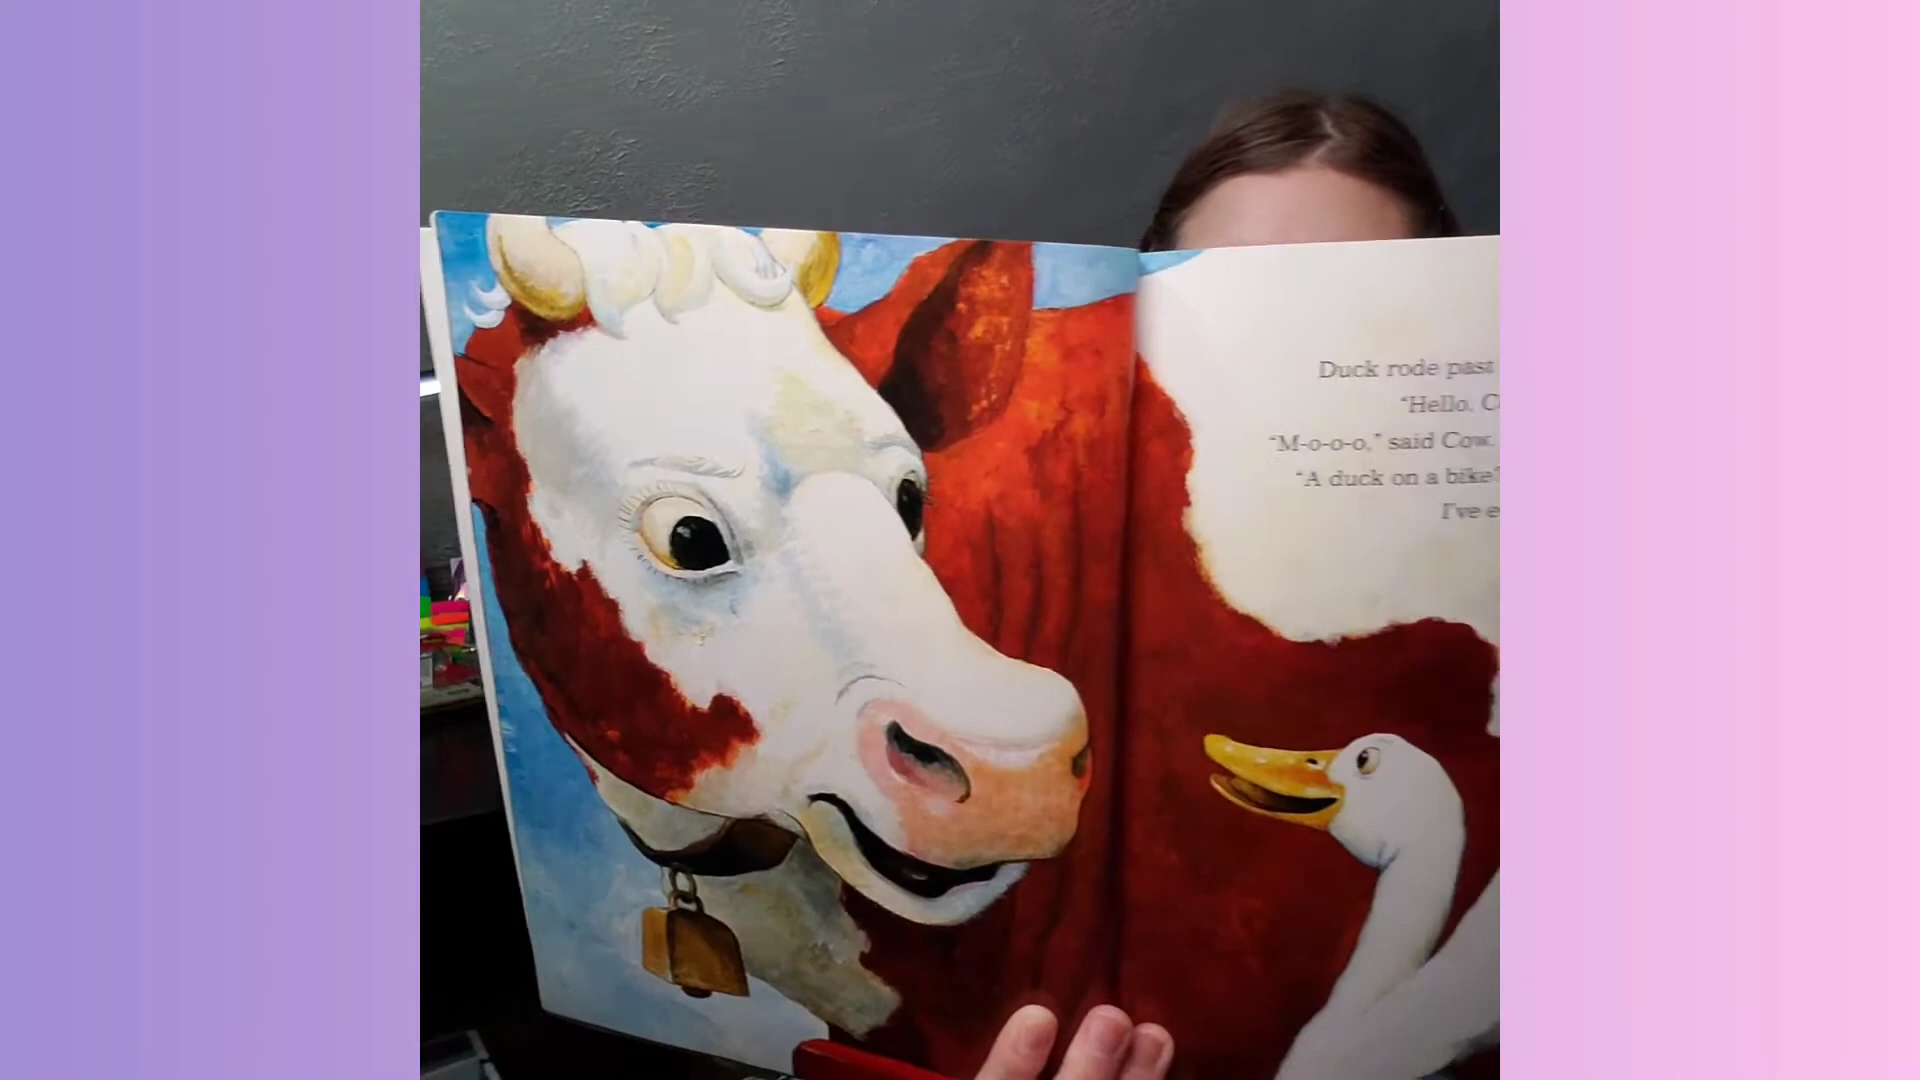 Duck rode past
"Hello, C
"M-o-o-o," said Cow.
"A duck on a bike?
I've e